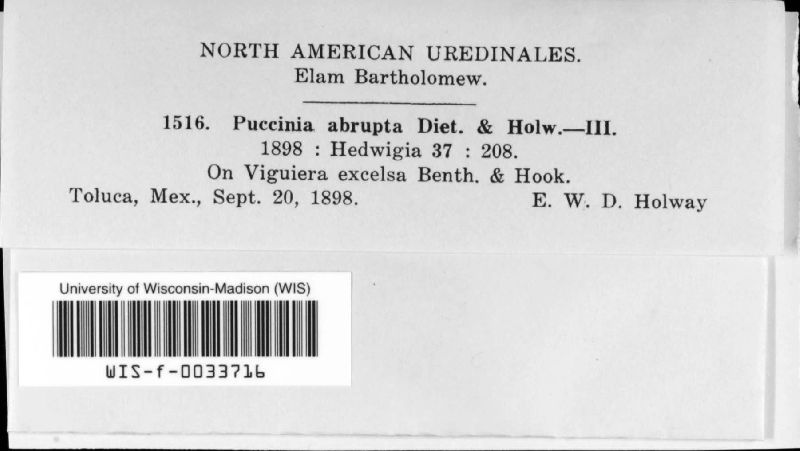 NORTH AMERICAN UREDINALES.
Elam Bartholomew.
1516. Puccinia abrupta Diet. & Holw.—III.
1898 : Hedwigia 37 : 208.
On Viguiera excelsa Benth. & Hook.
Toluca, Mex., Sept. 20, 1898. E. W. D. Holway
University of Wisconsin-Madison (WIS)
WIS-f-0033716